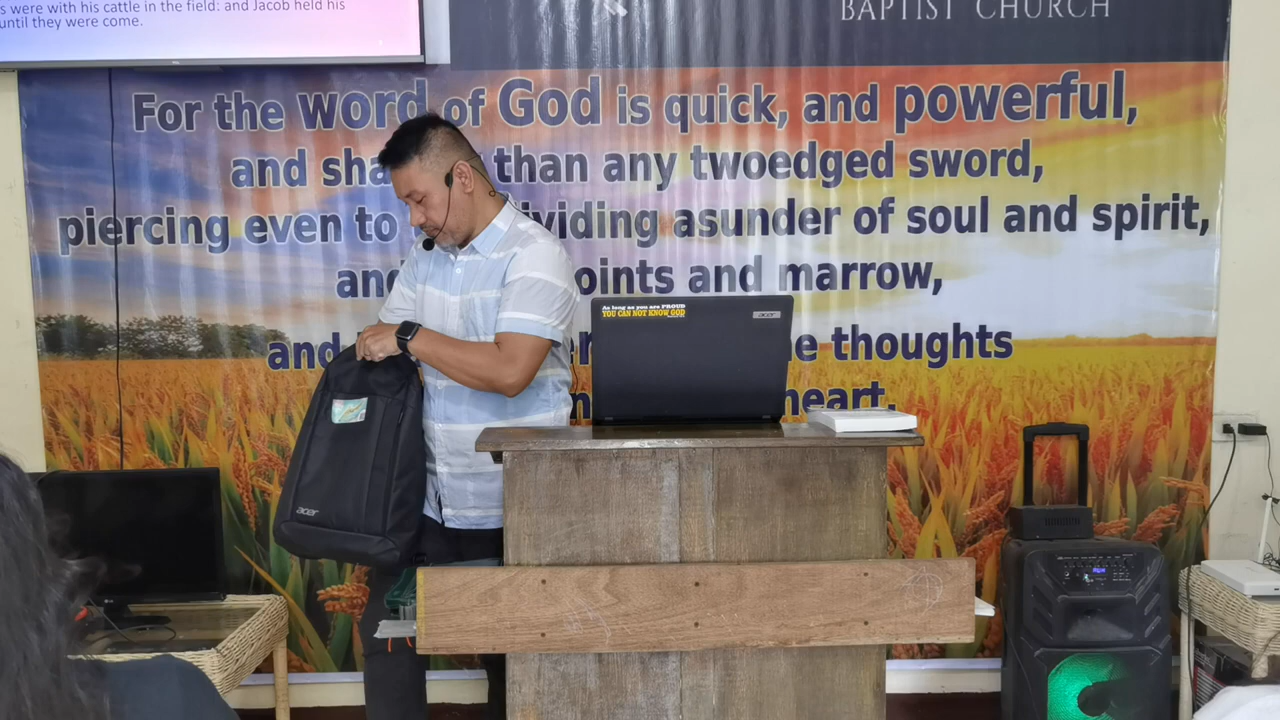 s were with his cattle in the field: and Jacob held his
until they were come.
BAPTIST CHURCH
For the word of God is quick, and powerful,
and than any twoedged sword,
piercing even to dividing asunder of soul and spirit,
and joints and marrow,
and thoughts
heart.
As long as you are PROUD
YOU CAN NOT KNOW GOD
acer
acer